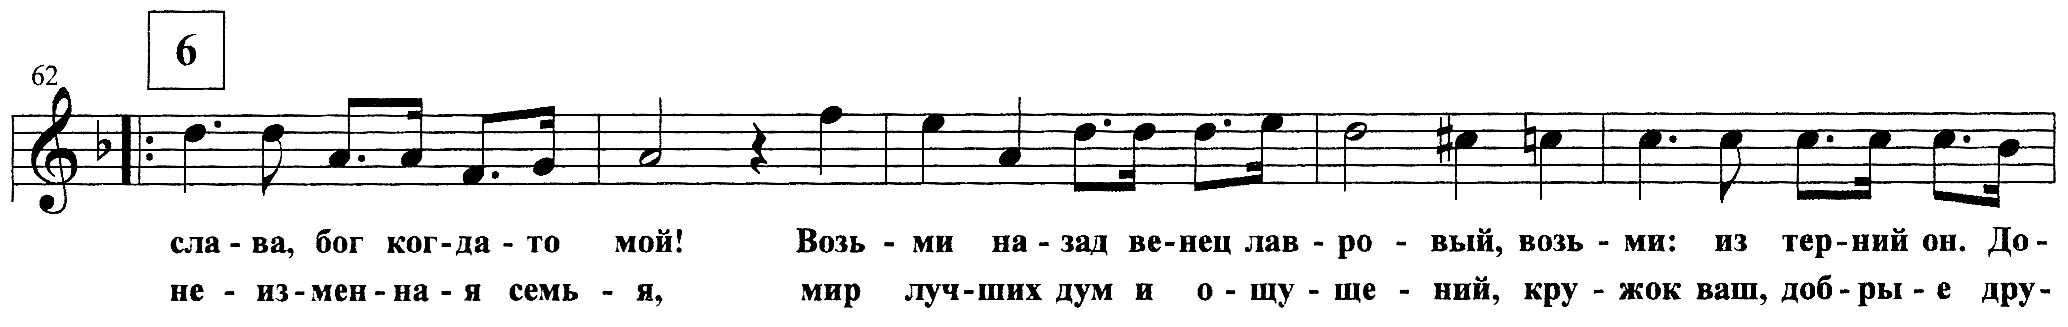 6
62
сла - ва, бог ког-да - то мой! Возь - ми на - зад ве-нец лав - ро - вый, возь - ми: из тер-ний он. До-
не - из-мен-на - я семь - я, мир луч-ших дум и о - щу - ще - ний, кру - жок ваш, доб-ры - е дру-